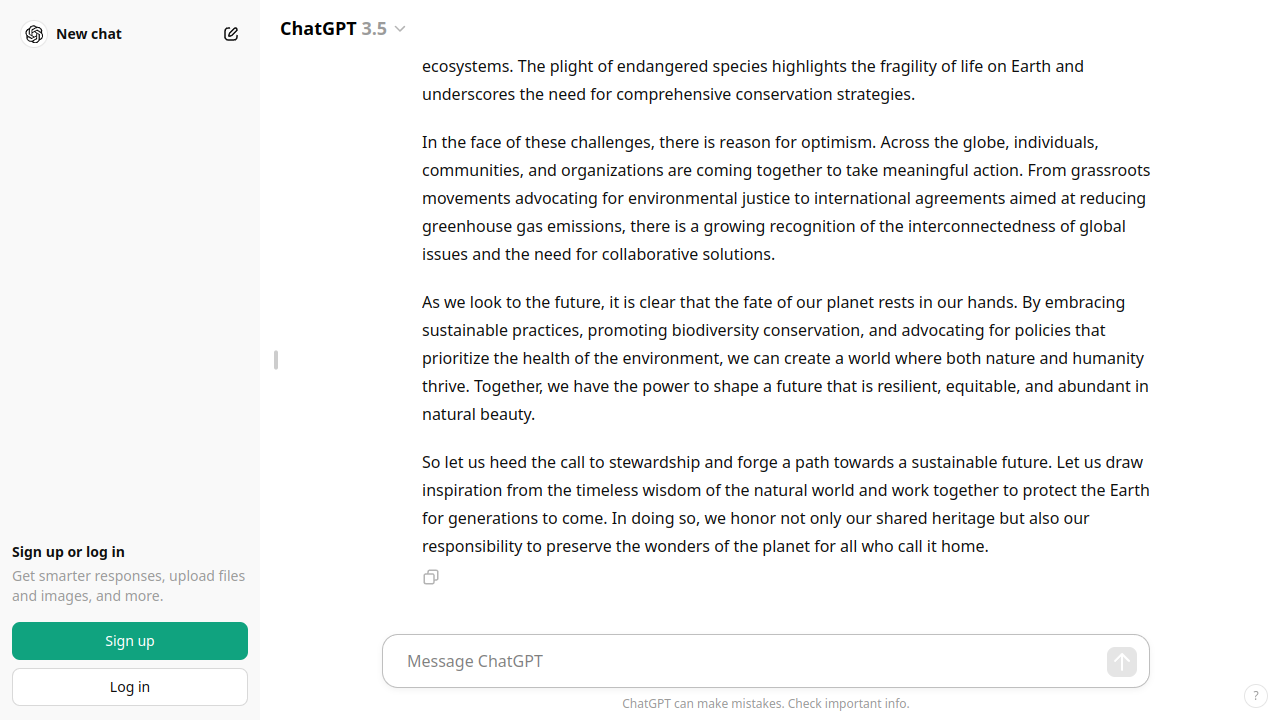 New chat
ChatGPT 3.5
ecosystems. The plight of endangered species highlights the fragility of life on Earth and
underscores the need for comprehensive conservation strategies.
In the face of these challenges, there is reason for optimism. Across the globe, individuals,
communities, and organizations are coming together to take meaningful action. From grassroots
movements advocating for environmental justice to international agreements aimed at reducing
greenhouse gas emissions, there is a growing recognition of the interconnectedness of global
issues and the need for collaborative solutions.
As we look to the future, it is clear that the fate of our planet rests in our hands. By embracing
sustainable practices, promoting biodiversity conservation, and advocating for policies that
prioritize the health of the environment, we can create a world where both nature and humanity
thrive. Together, we have the power to shape a future that is resilient, equitable, and abundant in
natural beauty.
So let us heed the call to stewardship and forge a path towards a sustainable future. Let us draw
inspiration from the timeless wisdom of the natural world and work together to protect the Earth
for generations to come. In doing so, we honor not only our shared heritage but also our
responsibility to preserve the wonders of the planet for all who call it home.
Sign up or log in
Get smarter responses, upload files
and images, and more.
Sign up
Log in
Message ChatGPT
ChatGPT can make mistakes. Check important info.
?